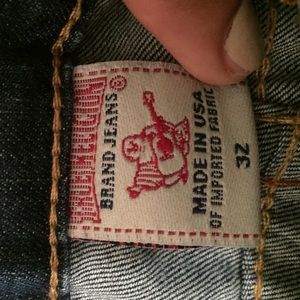 TRUE RELIGION
BRAND JEANS ®
MADE IN USA
OF IMPORTED FABRIC
32